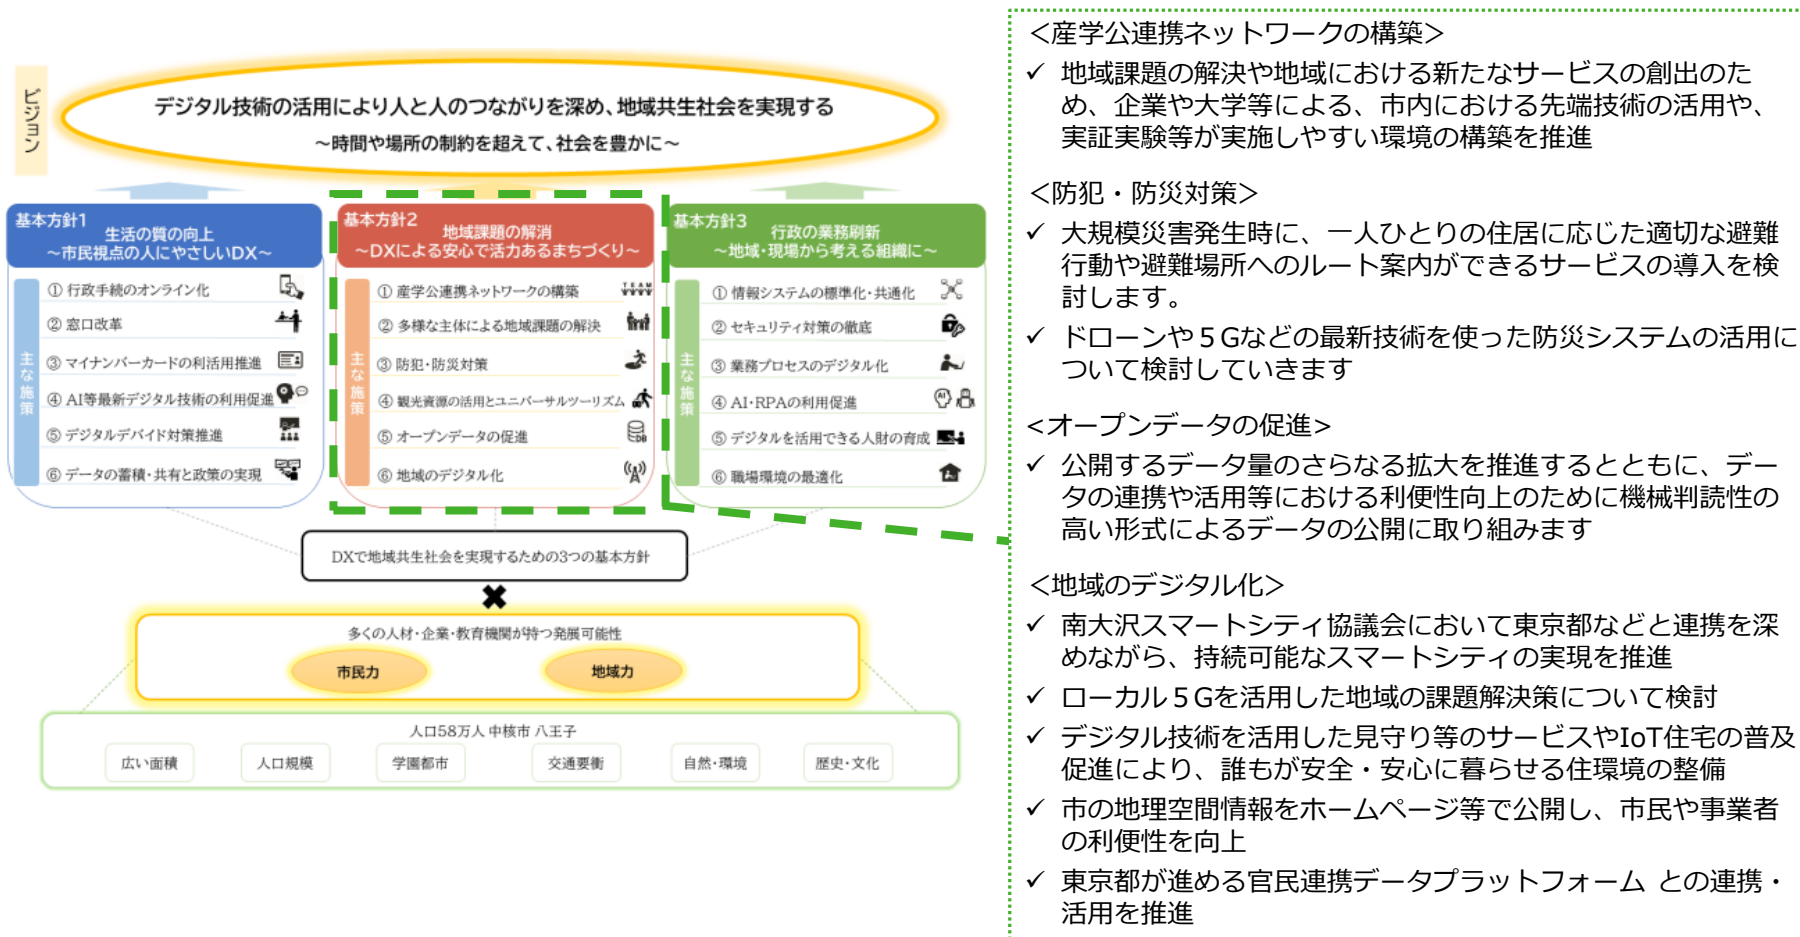 ビジョン
デジタル技術の活用により人と人のつながりを深め、地域共生社会を実現する
～時間や場所の制約を超えて、社会を豊かに～
基本方針1
生活の質の向上
～市民視点の人にやさしいDX～
主な施策
① 行政手続のオンライン化
② 窓口改革
③ マイナンバーカードの利活用推進
④ AI等最新デジタル技術の利用促進
⑤ デジタルデバイド対策推進
⑥ データの蓄積・共有と政策の実現
基本方針2
地域課題の解消
～DXによる安心で活力あるまちづくり～
主な施策
① 産学公連携ネットワークの構築
TEAM
② 多様な主体による地域課題の解決
③ 防犯・防災対策
④ 観光資源の活用とユニバーサルツーリズム
⑤ オープンデータの促進
DB
⑥ 地域のデジタル化
基本方針3
行政の業務刷新
～地域・現場から考える組織に～
主な施策
① 情報システムの標準化・共通化
② セキュリティ対策の徹底
③ 業務プロセスのデジタル化
④ AI・RPAの利用促進
AI
⑤ デジタルを活用できる人財の育成
⑥ 職場環境の最適化
DXで地域共生社会を実現するための3つの基本方針
✖
多くの人材・企業・教育機関が持つ発展可能性
市民力
地域力
人口58万人 中核市 八王子
広い面積
人口規模
学園都市
交通要衝
自然・環境
歴史・文化
＜産学公連携ネットワークの構築＞
✓ 地域課題の解決や地域における新たなサービスの創出のた
め、企業や大学等による、市内における先端技術の活用や、
実証実験等が実施しやすい環境の構築を推進
＜防犯・防災対策＞
✓ 大規模災害発生時に、一人ひとりの住居に応じた適切な避難
行動や避難場所へのルート案内ができるサービスの導入を検
討します。
✓ ドローンや５Gなどの最新技術を使った防災システムの活用に
ついて検討していきます
<オープンデータの促進>
✓ 公開するデータ量のさらなる拡大を推進するとともに、デー
タの連携や活用等における利便性向上のために機械判読性の
高い形式によるデータの公開に取り組みます
＜地域のデジタル化＞
✓ 南大沢スマートシティ協議会において東京都などと連携を深
めながら、持続可能なスマートシティの実現を推進
✓ ローカル５Gを活用した地域の課題解決策について検討
✓ デジタル技術を活用した見守り等のサービスやIoT住宅の普及
促進により、誰もが安全・安心に暮らせる住環境の整備
✓ 市の地理空間情報をホームページ等で公開し、市民や事業者
の利便性を向上
✓ 東京都が進める官民連携データプラットフォーム との連携・
活用を推進